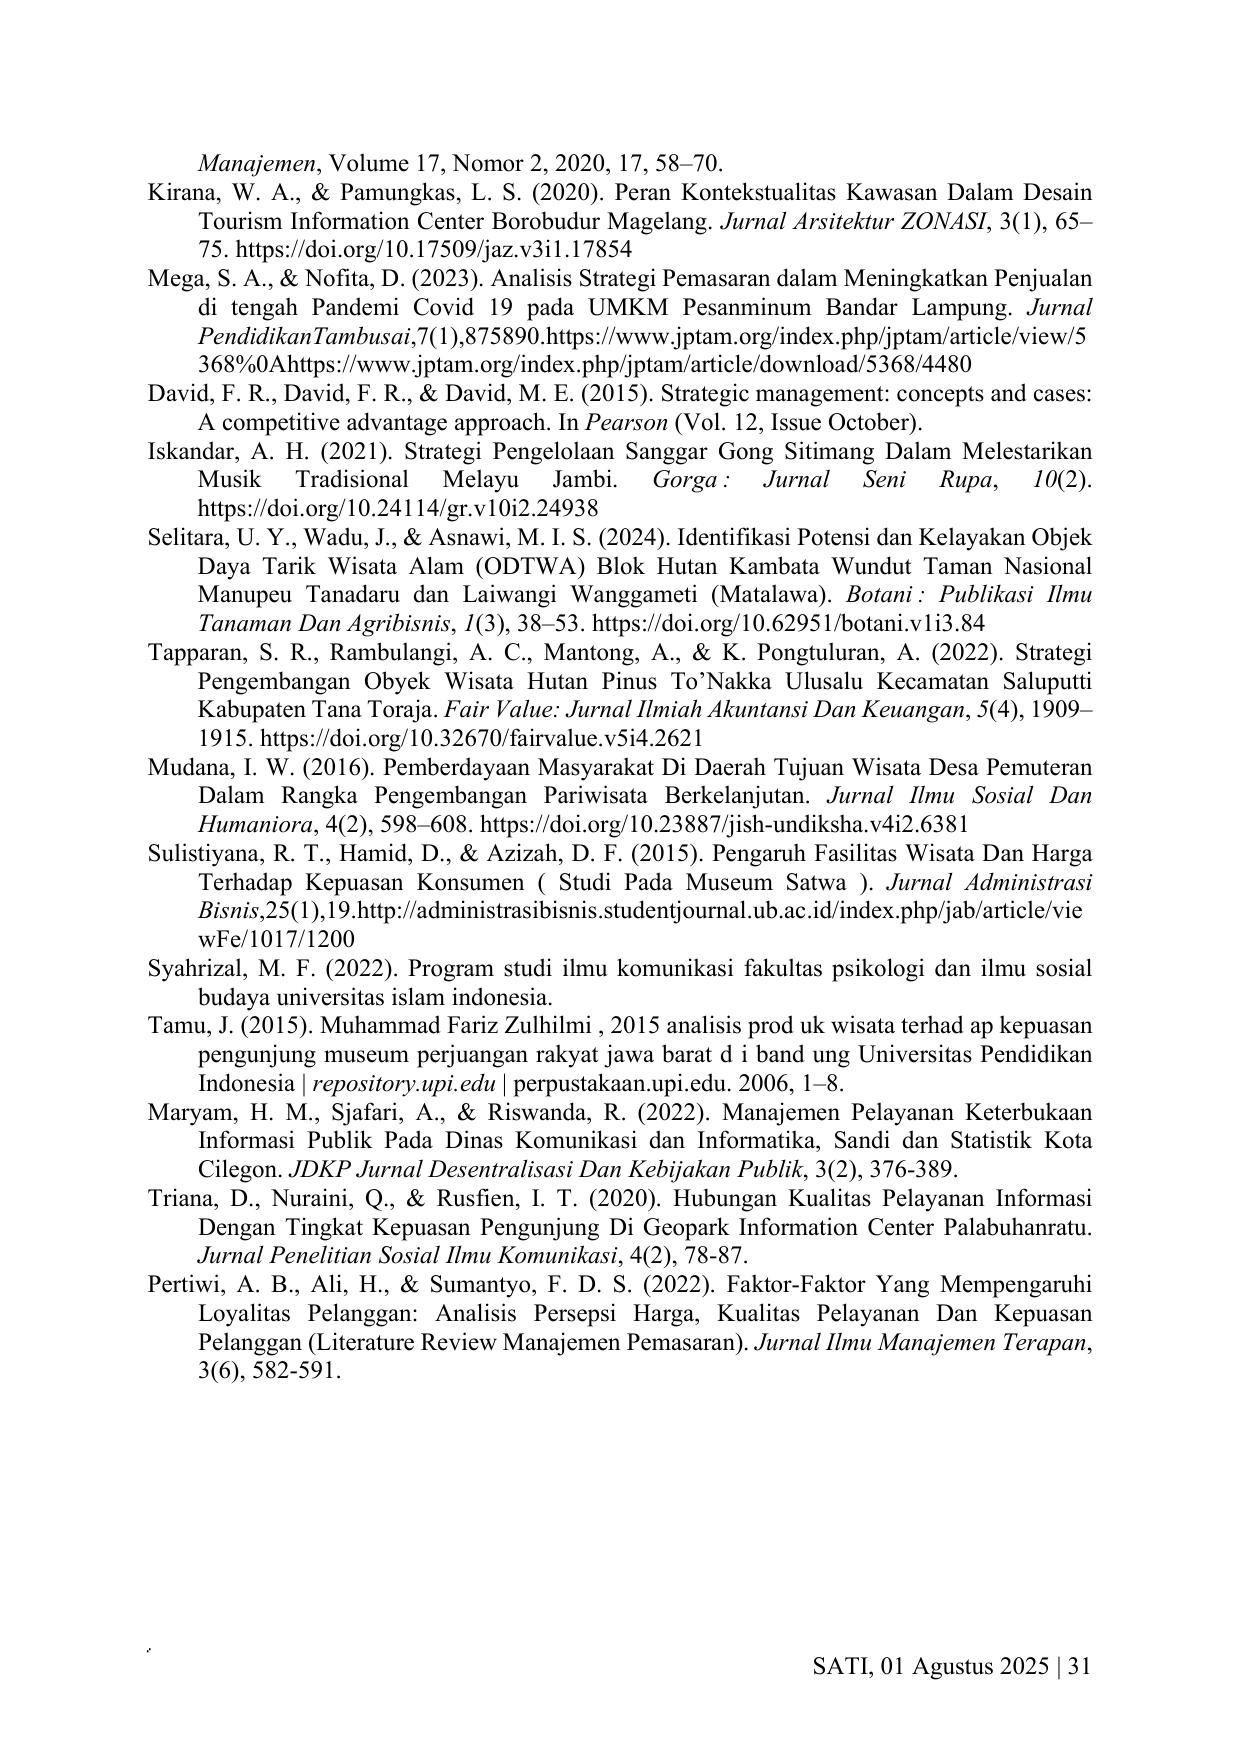 Manajemen, Volume 17, Nomor 2, 2020, 17, 58–70.
Kirana, W. A., & Pamungkas, L. S. (2020). Peran Kontekstualitas Kawasan Dalam Desain
Tourism Information Center Borobudur Magelang. Jurnal Arsitektur ZONASI, 3(1), 65–
75. https://doi.org/10.17509/jaz.v3i1.17854
Mega, S. A., & Nofita, D. (2023). Analisis Strategi Pemasaran dalam Meningkatkan Penjualan
di tengah Pandemi Covid 19 pada UMKM Pesanminum Bandar Lampung. Jurnal
PendidikanTambusai,7(1),875890.https://www.jptam.org/index.php/jptam/article/view/5
368%0Ahttps://www.jptam.org/index.php/jptam/article/download/5368/4480
David, F. R., David, F. R., & David, M. E. (2015). Strategic management: concepts and cases:
A competitive advantage approach. In Pearson (Vol. 12, Issue October).
Iskandar, A. H. (2021). Strategi Pengelolaan Sanggar Gong Sitimang Dalam Melestarikan
Musik Tradisional Melayu Jambi. Gorga : Jurnal Seni Rupa, 10(2).
https://doi.org/10.24114/gr.v10i2.24938
Selitara, U. Y., Wadu, J., & Asnawi, M. I. S. (2024). Identifikasi Potensi dan Kelayakan Objek
Daya Tarik Wisata Alam (ODTWA) Blok Hutan Kambata Wundut Taman Nasional
Manupeu Tanadaru dan Laiwangi Wanggameti (Matalawa). Botani : Publikasi Ilmu
Tanaman Dan Agribisnis, 1(3), 38–53. https://doi.org/10.62951/botani.v1i3.84
Tapparan, S. R., Rambulangi, A. C., Mantong, A., & K. Pongtuluran, A. (2022). Strategi
Pengembangan Obyek Wisata Hutan Pinus To’Nakka Ulusalu Kecamatan Saluputti
Kabupaten Tana Toraja. Fair Value: Jurnal Ilmiah Akuntansi Dan Keuangan, 5(4), 1909–
1915. https://doi.org/10.32670/fairvalue.v5i4.2621
Mudana, I. W. (2016). Pemberdayaan Masyarakat Di Daerah Tujuan Wisata Desa Pemuteran
Dalam Rangka Pengembangan Pariwisata Berkelanjutan. Jurnal Ilmu Sosial Dan
Humaniora, 4(2), 598–608. https://doi.org/10.23887/jish-undiksha.v4i2.6381
Sulistiyana, R. T., Hamid, D., & Azizah, D. F. (2015). Pengaruh Fasilitas Wisata Dan Harga
Terhadap Kepuasan Konsumen ( Studi Pada Museum Satwa ). Jurnal Administrasi
Bisnis,25(1),19.http://administrasibisnis.studentjournal.ub.ac.id/index.php/jab/article/vie
wFe/1017/1200
Syahrizal, M. F. (2022). Program studi ilmu komunikasi fakultas psikologi dan ilmu sosial
budaya universitas islam indonesia.
Tamu, J. (2015). Muhammad Fariz Zulhilmi , 2015 analisis prod uk wisata terhad ap kepuasan
pengunjung museum perjuangan rakyat jawa barat d i band ung Universitas Pendidikan
Indonesia | repository.upi.edu | perpustakaan.upi.edu. 2006, 1–8.
Maryam, H. M., Sjafari, A., & Riswanda, R. (2022). Manajemen Pelayanan Keterbukaan
Informasi Publik Pada Dinas Komunikasi dan Informatika, Sandi dan Statistik Kota
Cilegon. JDKP Jurnal Desentralisasi Dan Kebijakan Publik, 3(2), 376-389.
Triana, D., Nuraini, Q., & Rusfien, I. T. (2020). Hubungan Kualitas Pelayanan Informasi
Dengan Tingkat Kepuasan Pengunjung Di Geopark Information Center Palabuhanratu.
Jurnal Penelitian Sosial Ilmu Komunikasi, 4(2), 78-87.
Pertiwi, A. B., Ali, H., & Sumantyo, F. D. S. (2022). Faktor-Faktor Yang Mempengaruhi
Loyalitas Pelanggan: Analisis Persepsi Harga, Kualitas Pelayanan Dan Kepuasan
Pelanggan (Literature Review Manajemen Pemasaran). Jurnal Ilmu Manajemen Terapan,
3(6), 582-591.
SATI, 01 Agustus 2025 | 31